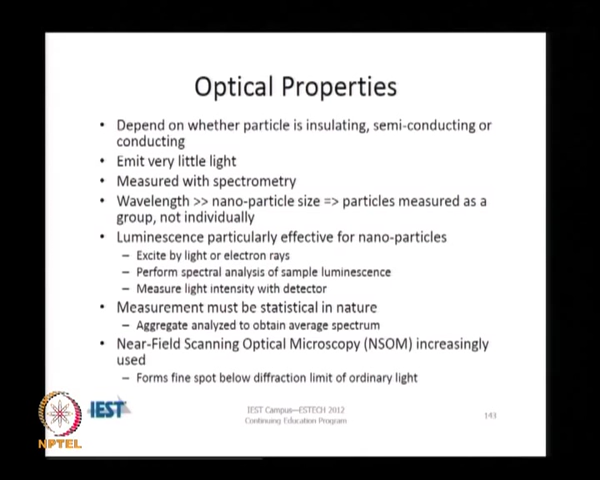 Optical Properties
• Depend on whether particle is insulating, semi-conducting or
conducting
• Emit very little light
• Measured with spectrometry
• Wavelength >> nano-particle size => particles measured as a
group, not individually
• Luminescence particularly effective for nano-particles
– Excite by light or electron rays
– Perform spectral analysis of sample luminescence
– Measure light intensity with detector
• Measurement must be statistical in nature
– Aggregate analyzed to obtain average spectrum
• Near-Field Scanning Optical Microscopy (NSOM) increasingly
used
– Forms fine spot below diffraction limit of ordinary light
IEST
NPTEL
IEST Campus—ESTECH 2012
Continuing Education Program
143